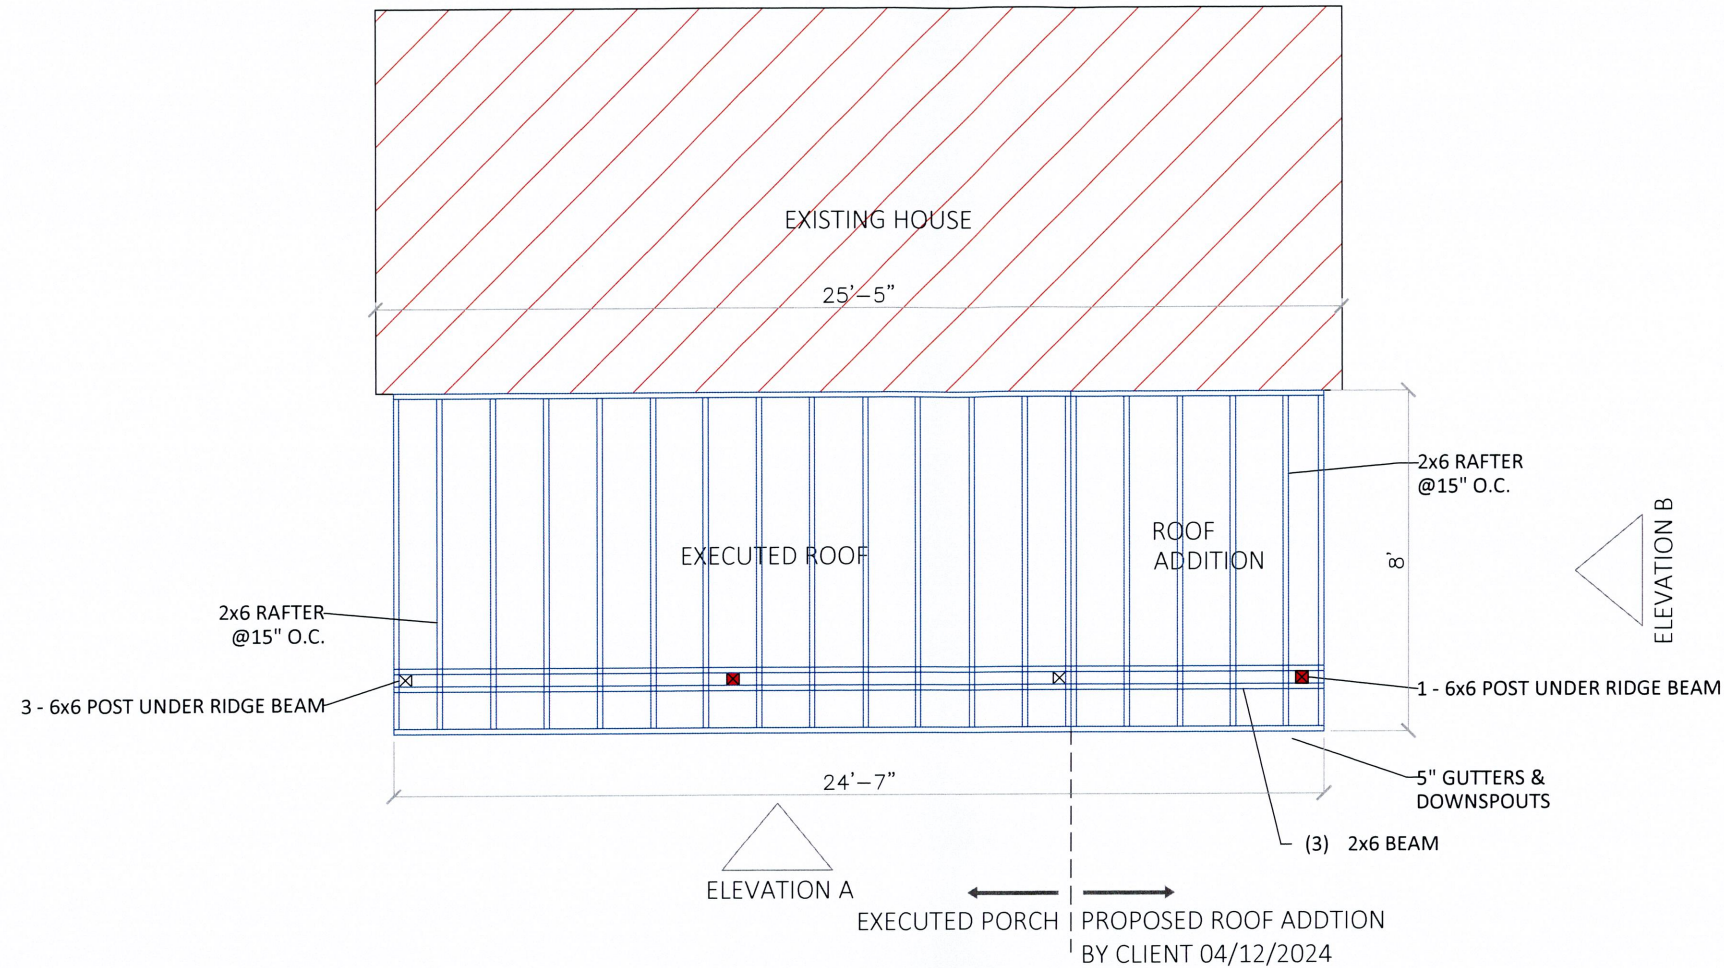 EXISTING HOUSE
25'-5"
2x6 RAFTER
@15" O.C.
ROOF
ADDITION
EXECUTED ROOF
8'
ELEVATION B
2x6 RAFTER
@15" O.C.
3 - 6x6 POST UNDER RIDGE BEAM
1 - 6x6 POST UNDER RIDGE BEAM
24'-7"
5" GUTTERS &
DOWNSPOUTS
(3) 2x6 BEAM
ELEVATION A
EXECUTED PORCH
PROPOSED ROOF ADDTION
BY CLIENT 04/12/2024